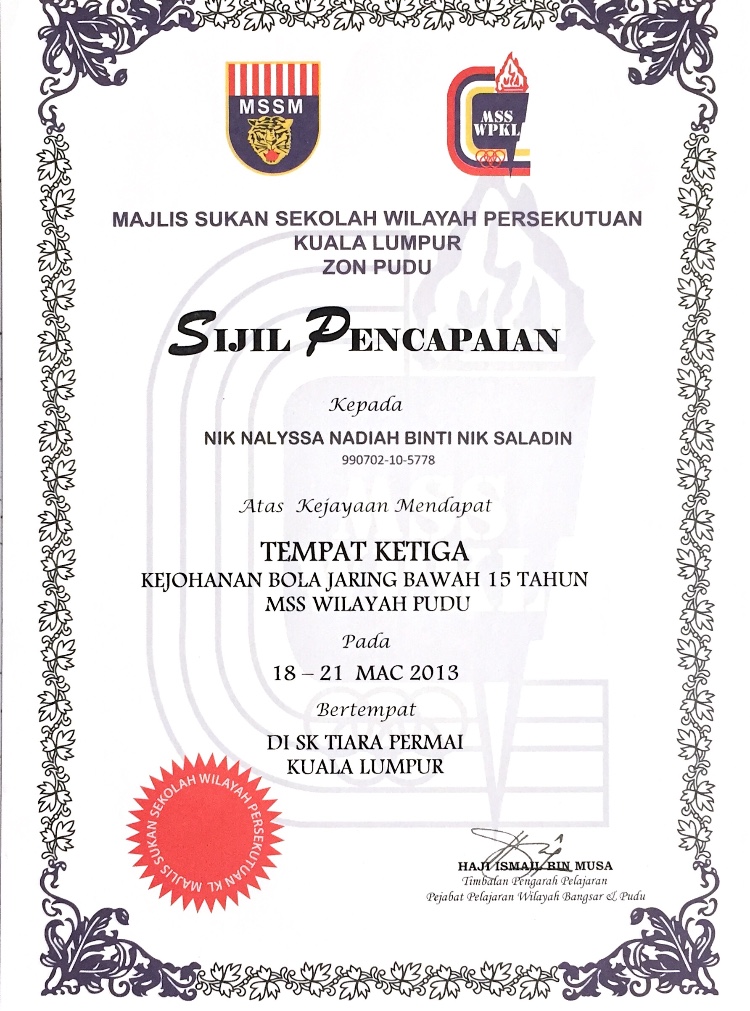 MSSM
MSS
WPKL
MAJLIS SUKAN SEKOLAH WILAYAH PERSEKUTUAN
KUALA LUMPUR
ZON PUDU
SIJIL PENCAPAIAN
Kepada
NIK NALYSSA NADIAH BINTI NIK SALADIN
990702-10-5778
Atas Kejayaan Mendapat
TEMPAT KETIGA
KEJOHANAN BOLA JARING BAWAH 15 TAHUN
MSS WILAYAH PUDU
Pada
18 – 21 MAC 2013
Bertempat
DI SK TIARA PERMAI
KUALA LUMPUR
MAJLIS SUKAN SEKOLAH WILAYAH PERSEKUTUAN KL
HAJI ISMAIL BIN MUSA
Timbalan Pengarah Pelajaran
Pejabat Pelajaran Wilayah Bangsar & Pudu